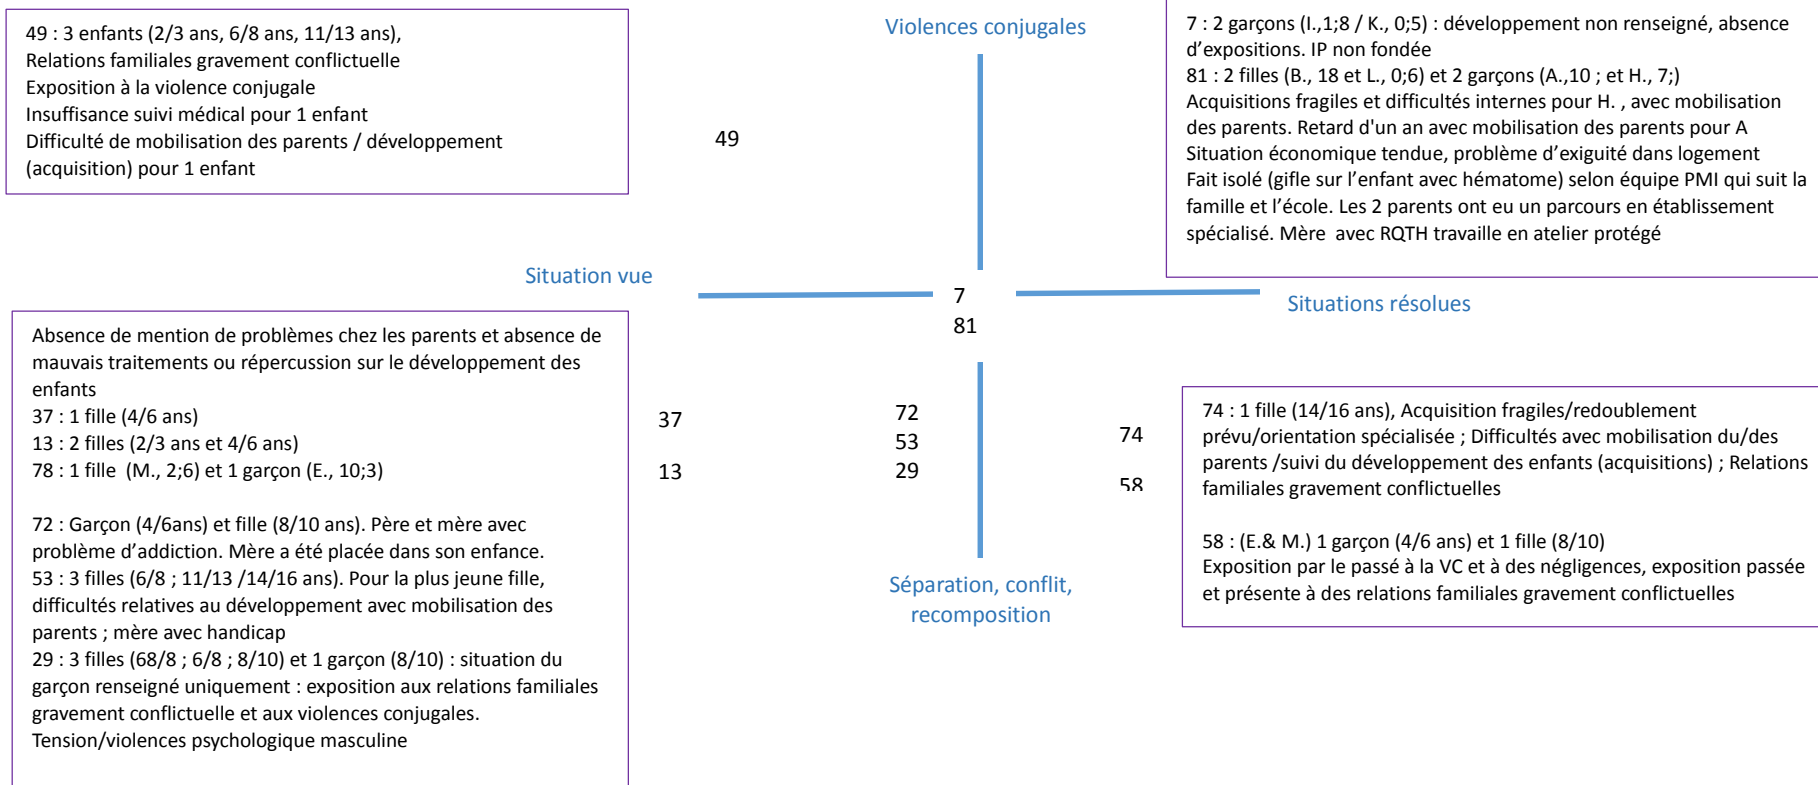 49 : 3 enfants (2/3 ans, 6/8 ans, 11/13 ans),
Relations familiales gravement conflictuelle
Exposition à la violence conjugale
Insuffisance suivi médical pour 1 enfant
Difficulté de mobilisation des parents / développement
(acquisition) pour 1 enfant
Violences conjugales
7 : 2 garçons (I.,1;8 / K., 0;5) : développement non renseigné, absence
d’expositions. IP non fondée
81 : 2 filles (B., 18 et L., 0;6) et 2 garçons (A.,10 ; et H., 7;)
Acquisitions fragiles et difficultés internes pour H. , avec mobilisation
des parents. Retard d'un an avec mobilisation des parents pour A
Situation économique tendue, problème d’exiguité dans logement
Fait isolé (gifle sur l’enfant avec hématome) selon équipe PMI qui suit la
famille et l’école. Les 2 parents ont eu un parcours en établissement
spécialisé. Mère avec RQTH travaille en atelier protégé
49
Situation vue
7
81
Situations résolues
Absence de mention de problèmes chez les parents et absence de
mauvais traitements ou répercussion sur le développement des
enfants
37 : 1 fille (4/6 ans)
13 : 2 filles (2/3 ans et 4/6 ans)
78 : 1 fille (M., 2;6) et 1 garçon (E., 10;3)
72 : Garçon (4/6ans) et fille (8/10 ans). Père et mère avec
problème d’addiction. Mère a été placée dans son enfance.
53 : 3 filles (6/8 ; 11/13 /14/16 ans). Pour la plus jeune fille,
difficultés relatives au développement avec mobilisation des
parents ; mère avec handicap
29 : 3 filles (68/8 ; 6/8 ; 8/10) et 1 garçon (8/10) : situation du
garçon renseigné uniquement : exposition aux relations familiales
gravement conflictuelle et aux violences conjugales.
Tension/violences psychologique masculine
37
13
72
53
29
74
58
74 : 1 fille (14/16 ans), Acquisition fragiles/redoublement
prévu/orientation spécialisée ; Difficultés avec mobilisation du/des
parents /suivi du développement des enfants (acquisitions) ; Relations
familiales gravement conflictuelles
58 : (E.& M.) 1 garçon (4/6 ans) et 1 fille (8/10)
Exposition par le passé à la VC et à des négligences, exposition passée
et présente à des relations familiales gravement conflictuelles
Séparation, conflit,
recomposition